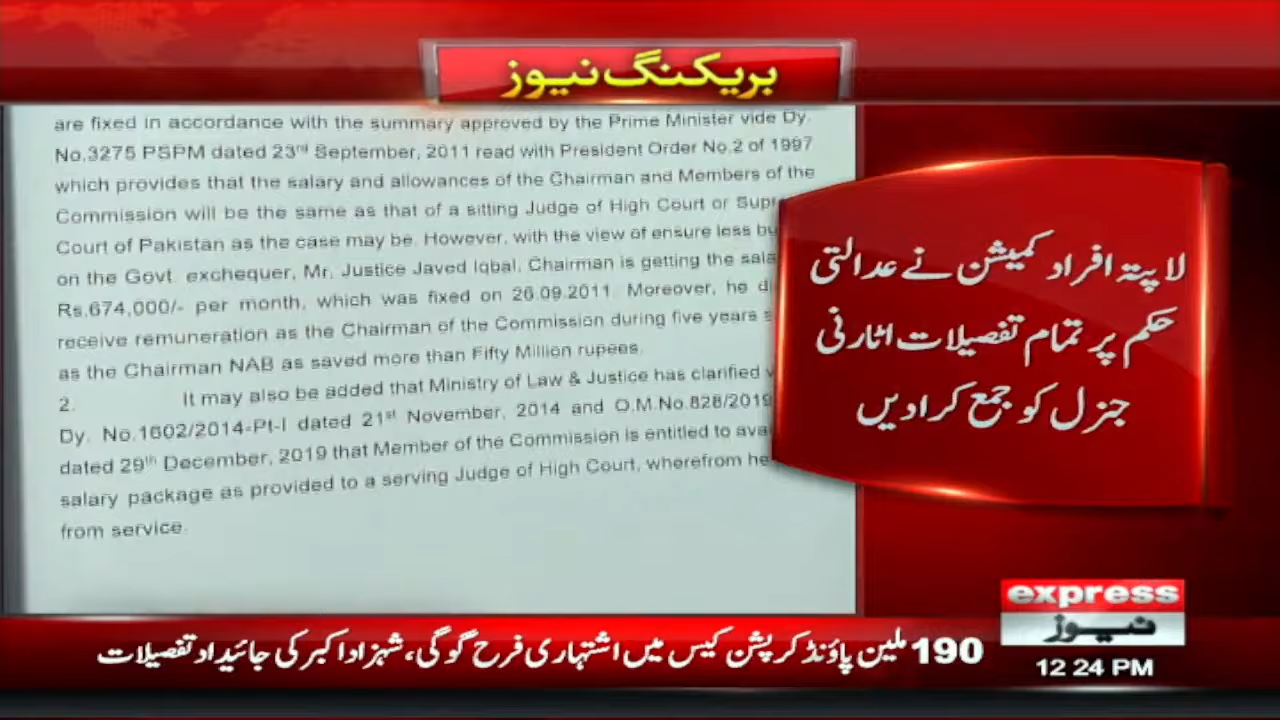 بریکنگ نیوز
are fixed in accordance with the summary approved by the Prime Minister vide Dy.
No.3275 PSPM dated 23rd September, 2011 read with President Order No.2 of 1997
which provides that the salary and allowances of the Chairman and Members of the
Commission will be the same as that of a sitting Judge of High Court or
Court of Pakistan as the case may be. However, with the view of ensure less
on the Govt. exchequer, Mr. Justice Javed Iqbal, Chairman is getting the
Rs.674,000/- per month, which was fixed on 26.09.2011. Moreover, he
receive remuneration as the Chairman of the Commission during five years
as the Chairman NAB as saved more than Fifty Million rupees.
2. It may also be added that Ministry of Law & Justice has clarified
Dy. No.1602/2014-Pt-I dated 21st November, 2014 and O.M.No.828/2019
dated 29th December, 2019 that Member of the Commission is entitled to
salary package as provided to a serving Judge of High Court, wherefrom he
from service.
لاپتہ افراد کمیشن نے عدالتی
حکم پر تمام تفصیلات اٹارنی
جنرل کو جمع کرادیں
express
نیوز
12 24 PM
190 ملین پاؤنڈ کرپشن کیس میں اشتہاری فرح گوگی، شہزاد اکبر کی جائیداد تفصیلات